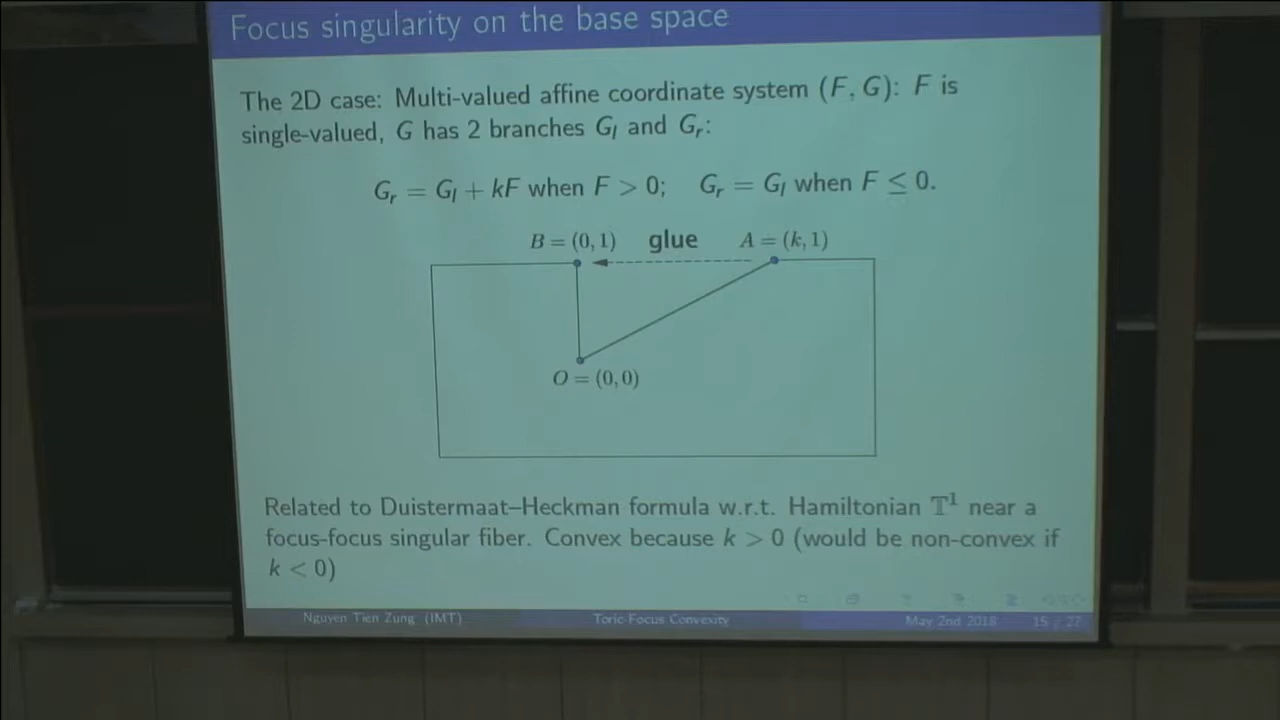 Focus singularity on the base space
The 2D case: Multi-valued affine coordinate system (F, G): F is
single-valued, G has 2 branches G_l and G_r:
G_r = G_l + kF when F > 0; G_r = G_l when F ≤ 0.
B = (0, 1) glue A = (k, 1)
O = (0, 0)
Related to Duistermaat–Heckman formula w.r.t. Hamiltonian 𝕋¹ near a
focus-focus singular fiber. Convex because k > 0 (would be non-convex if
k < 0)
Nguyen Tien Zung (IMT) Toric-Focus Convexity May 2nd 2018 15 / 27